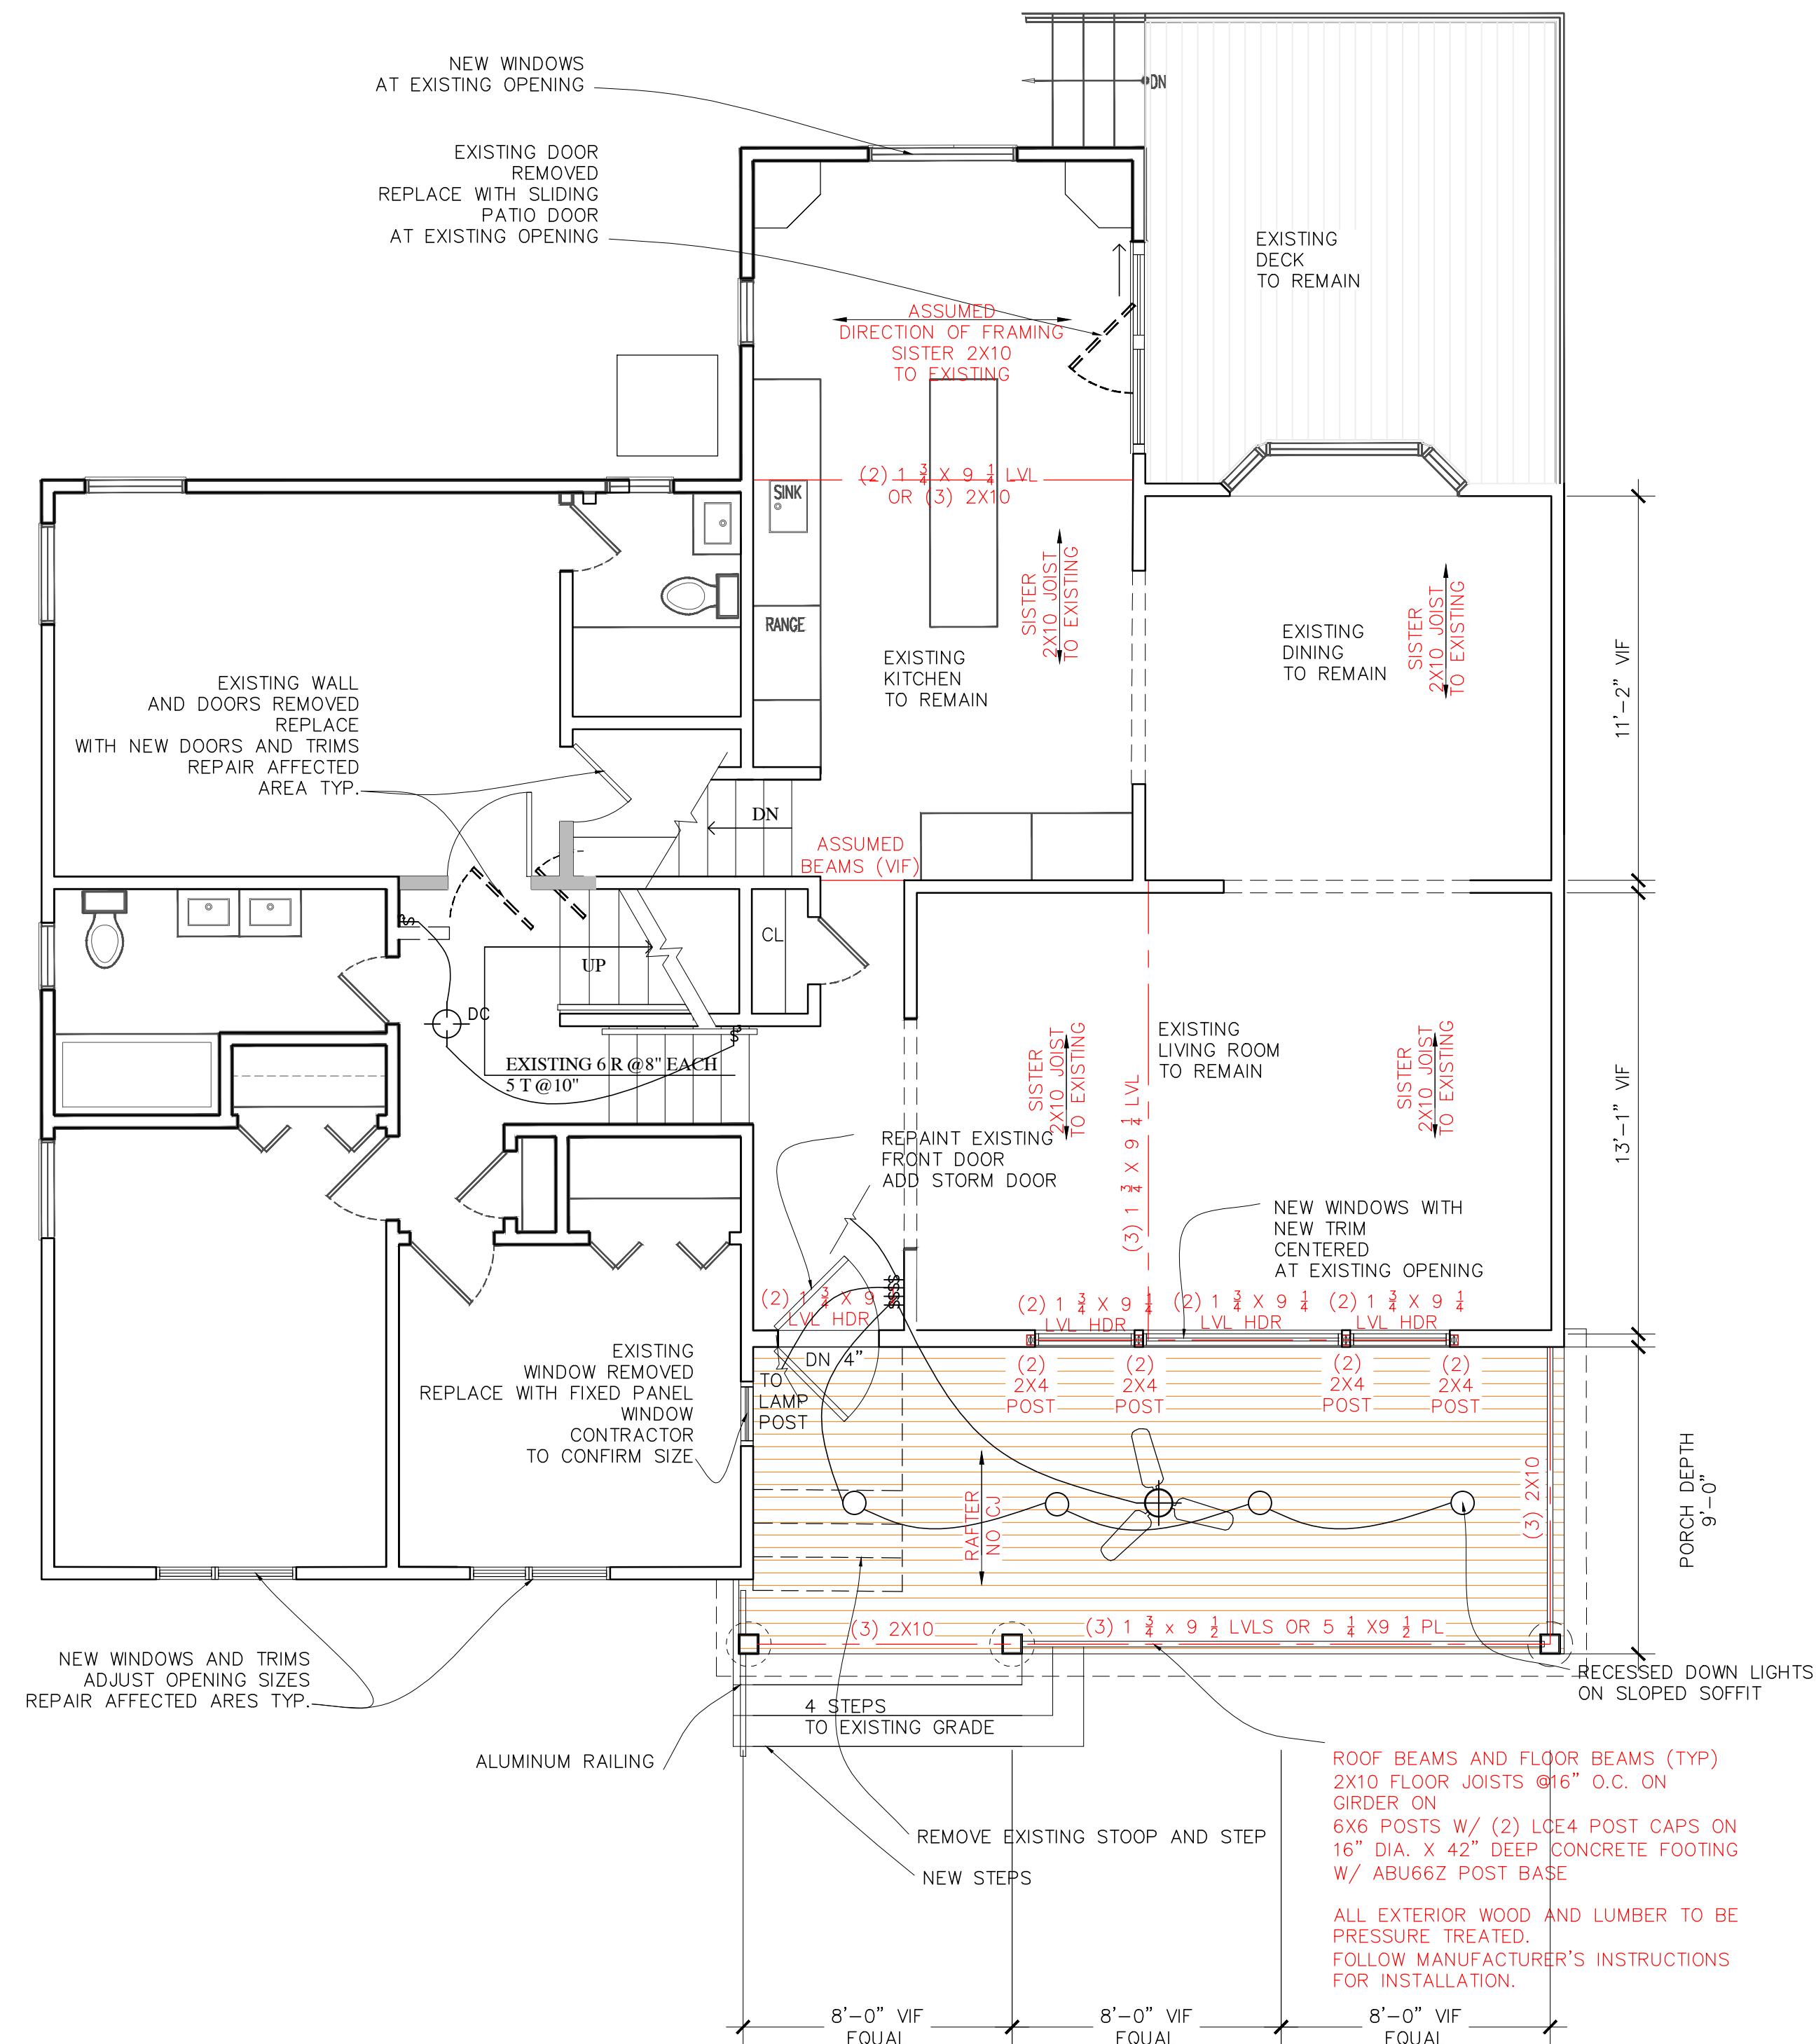 NEW WINDOWS
AT EXISTING OPENING
DN
EXISTING DOOR
REMOVED
REPLACE WITH SLIDING
PATIO DOOR
AT EXISTING OPENING
EXISTING
DECK
TO REMAIN
ASSUMED
DIRECTION OF FRAMING
SISTER 2X10
TO EXISTING
(2) 1 3/4 X 9 1/4 LVL
OR (3) 2X10
SINK
RANGE
SISTER
2X10 JOIST
TO EXISTING
EXISTING
KITCHEN
TO REMAIN
EXISTING
DINING
TO REMAIN
SISTER
2X10 JOIST
TO EXISTING
11'-2" VIF
EXISTING WALL
AND DOORS REMOVED
REPLACE
WITH NEW DOORS AND TRIMS
REPAIR AFFECTED
AREA TYP.
DN
ASSUMED
BEAMS (VIF)
$
CL
UP
DC
$3
EXISTING 6 R @8" EACH
5 T @10"
SISTER
2X10 JOIST
TO EXISTING
(3) 1 3/4 X 9 1/4 LVL
EXISTING
LIVING ROOM
TO REMAIN
SISTER
2X10 JOIST
TO EXISTING
13'-1" VIF
REPAINT EXISTING
FRONT DOOR
ADD STORM DOOR
NEW WINDOWS WITH
NEW TRIM
CENTERED
AT EXISTING OPENING
$$$$
(2) 1 3/4 X 9
LVL HDR
(2) 1 3/4 X 9 1/4
LVL HDR
(2) 1 3/4 X 9 1/4
LVL HDR
(2) 1 3/4 X 9 1/4
LVL HDR
EXISTING
WINDOW REMOVED
REPLACE WITH FIXED PANEL
WINDOW
CONTRACTOR
TO CONFIRM SIZE
DN 4"
TO
LAMP
POST
(2)
2X4
POST
(2)
2X4
POST
(2)
2X4
POST
(2)
2X4
POST
RAFTER
NO CJ
(3) 2X10
PORCH DEPTH
9'-0"
(3) 2X10
(3) 1 3/4 x 9 1/2 LVLS OR 5 1/4 X9 1/2 PL
NEW WINDOWS AND TRIMS
ADJUST OPENING SIZES
REPAIR AFFECTED ARES TYP.
RECESSED DOWN LIGHTS
ON SLOPED SOFFIT
4 STEPS
TO EXISTING GRADE
ALUMINUM RAILING
REMOVE EXISTING STOOP AND STEP
NEW STEPS
ROOF BEAMS AND FLOOR BEAMS (TYP)
2X10 FLOOR JOISTS @16" O.C. ON
GIRDER ON
6X6 POSTS W/ (2) LCE4 POST CAPS ON
16" DIA. X 42" DEEP CONCRETE FOOTING
W/ ABU66Z POST BASE
ALL EXTERIOR WOOD AND LUMBER TO BE
PRESSURE TREATED.
FOLLOW MANUFACTURER'S INSTRUCTIONS
FOR INSTALLATION.
8'-0" VIF
EQUAL
8'-0" VIF
EQUAL
8'-0" VIF
EQUAL